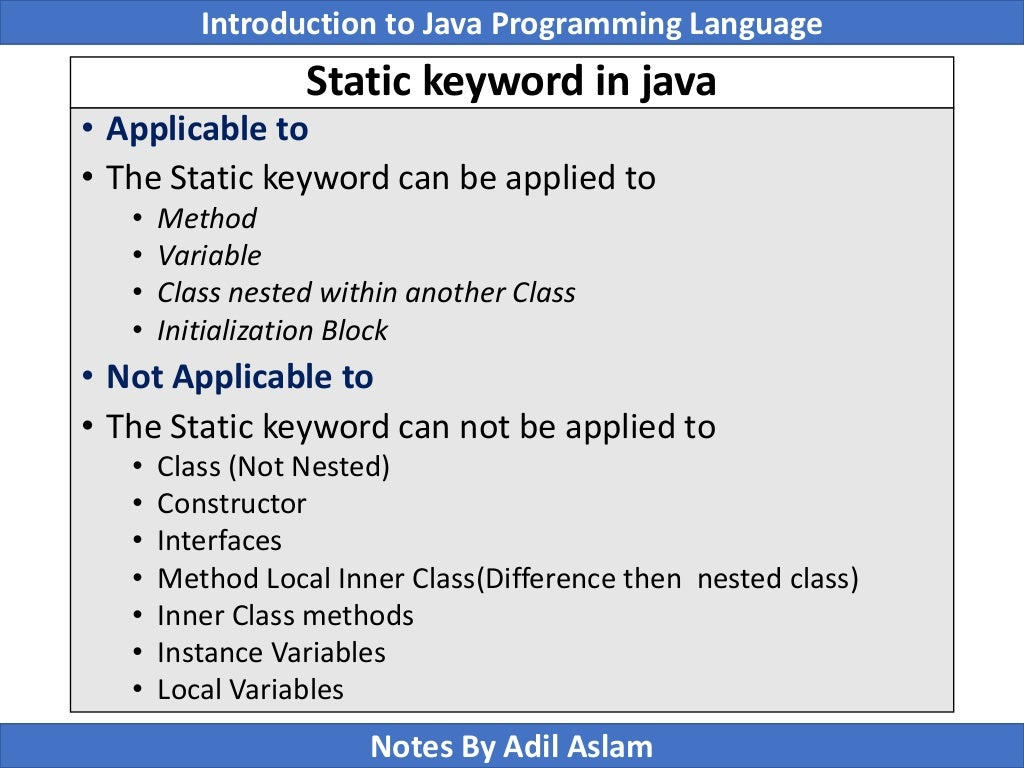 Introduction to Java Programming Language
Static keyword in java
• Applicable to
• The Static keyword can be applied to
• Method
• Variable
• Class nested within another Class
• Initialization Block
• Not Applicable to
• The Static keyword can not be applied to
• Class (Not Nested)
• Constructor
• Interfaces
• Method Local Inner Class(Difference then  nested class)
• Inner Class methods
• Instance Variables
• Local Variables
Notes By Adil Aslam